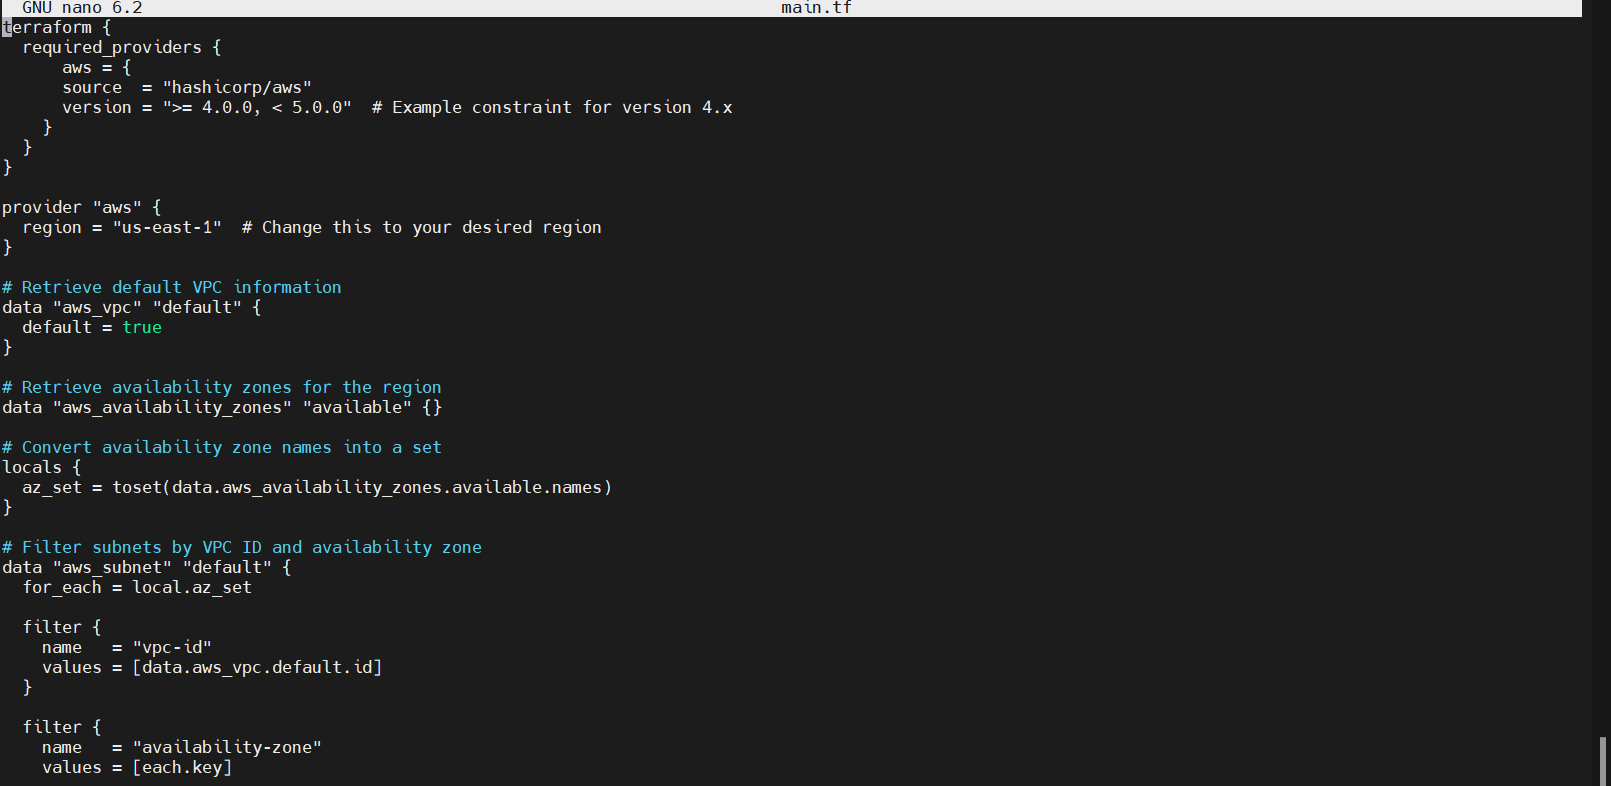 GNU nano 6.2 main.tf
terraform {
  required_providers {
      aws = {
      source  = "hashicorp/aws"
      version = ">= 4.0.0, < 5.0.0"  # Example constraint for version 4.x
    }
  }
}

provider "aws" {
  region = "us-east-1"  # Change this to your desired region
}

# Retrieve default VPC information
data "aws_vpc" "default" {
  default = true
}

# Retrieve availability zones for the region
data "aws_availability_zones" "available" {}

# Convert availability zone names into a set
locals {
  az_set = toset(data.aws_availability_zones.available.names)
}

# Filter subnets by VPC ID and availability zone
data "aws_subnet" "default" {
  for_each = local.az_set

  filter {
    name   = "vpc-id"
    values = [data.aws_vpc.default.id]
  }

  filter {
    name   = "availability-zone"
    values = [each.key]